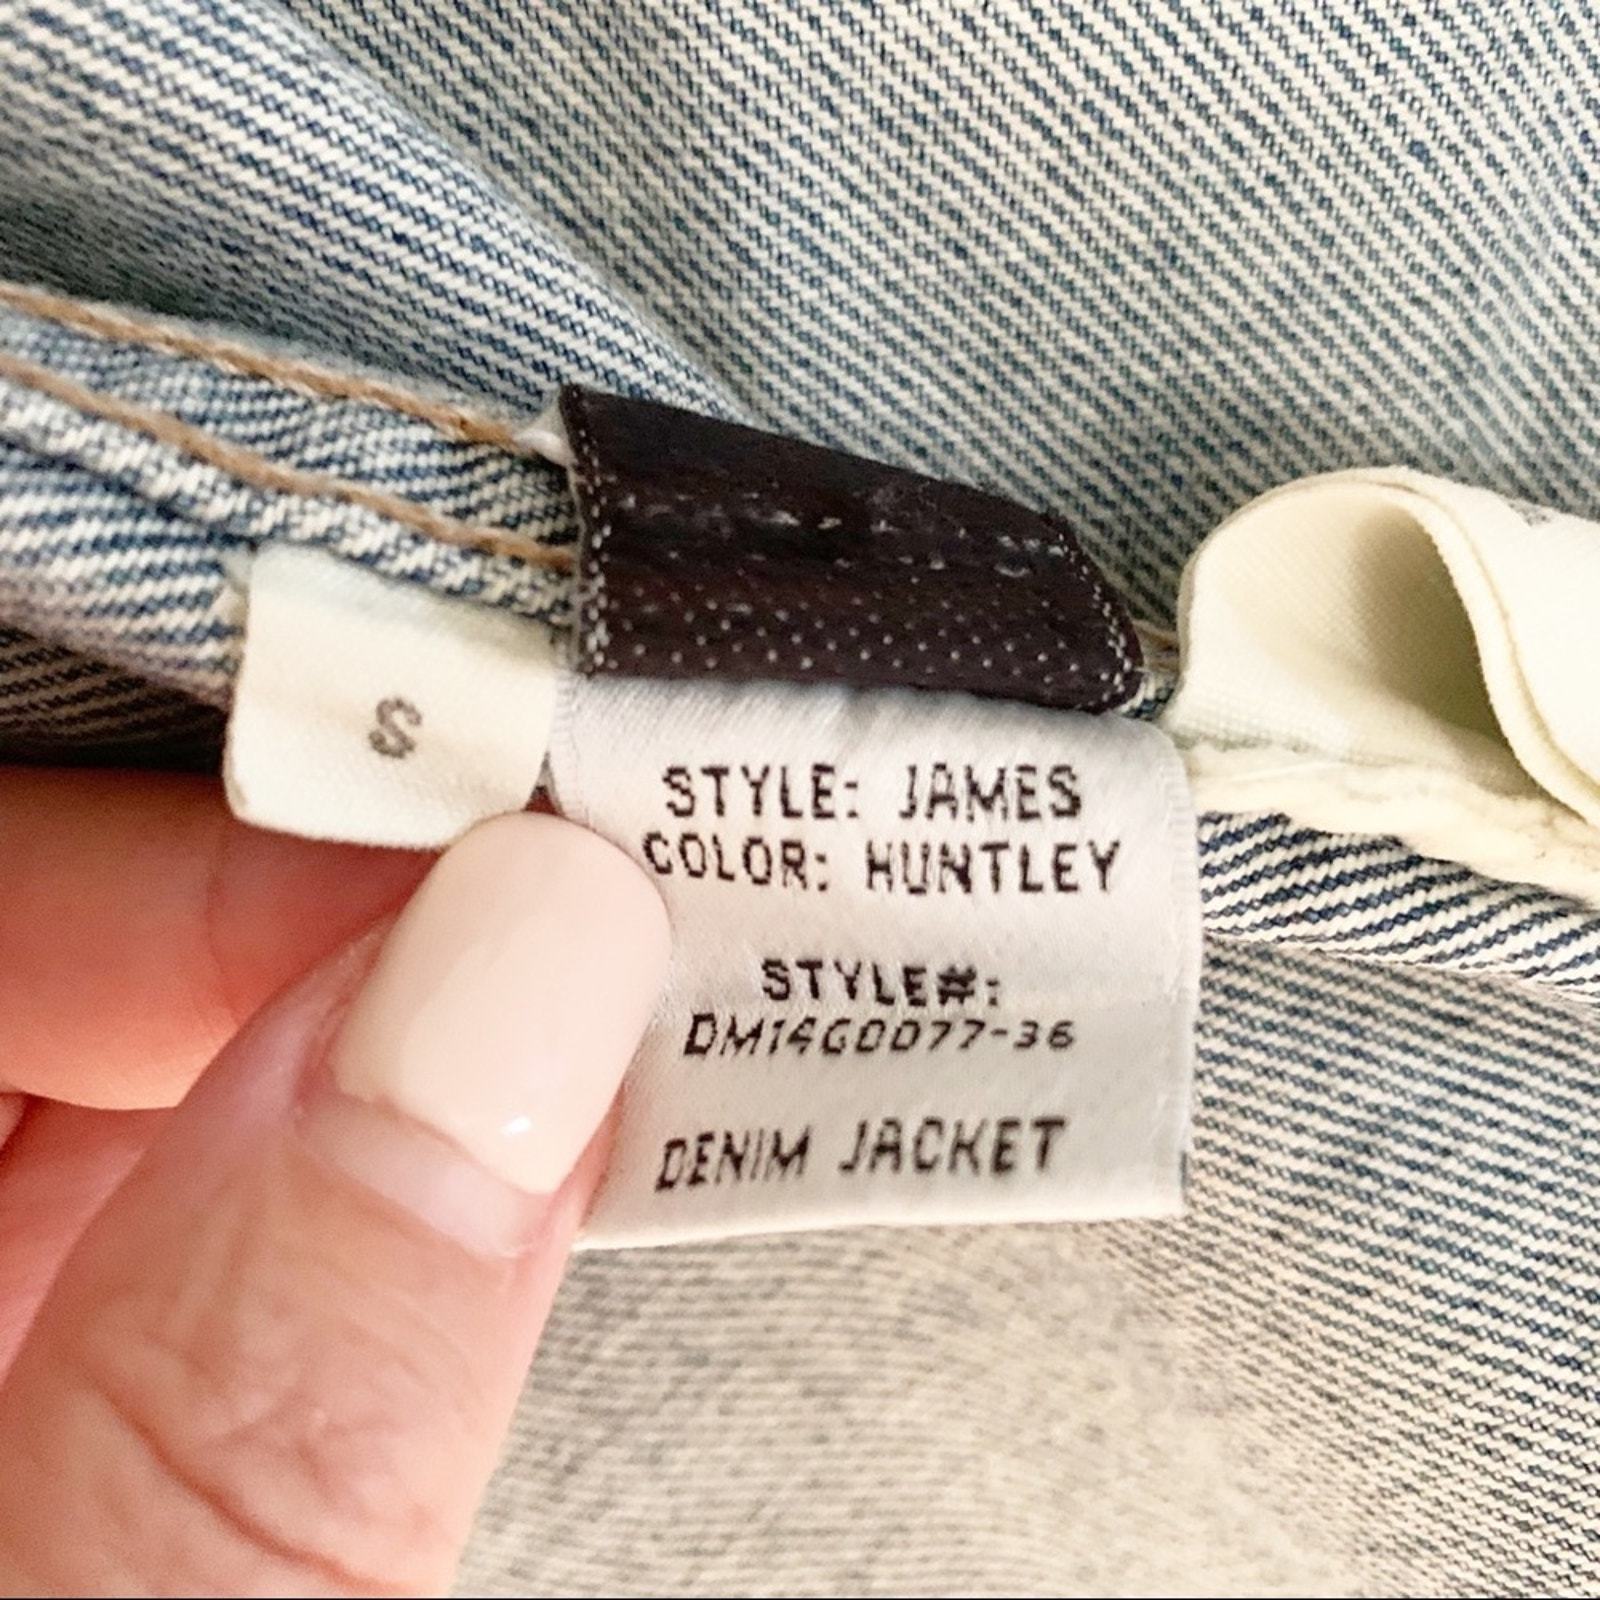 S
STYLE: JAMES
COLOR: HUNTLEY
STYLE#:
DM14G0077-36
DENIM JACKET